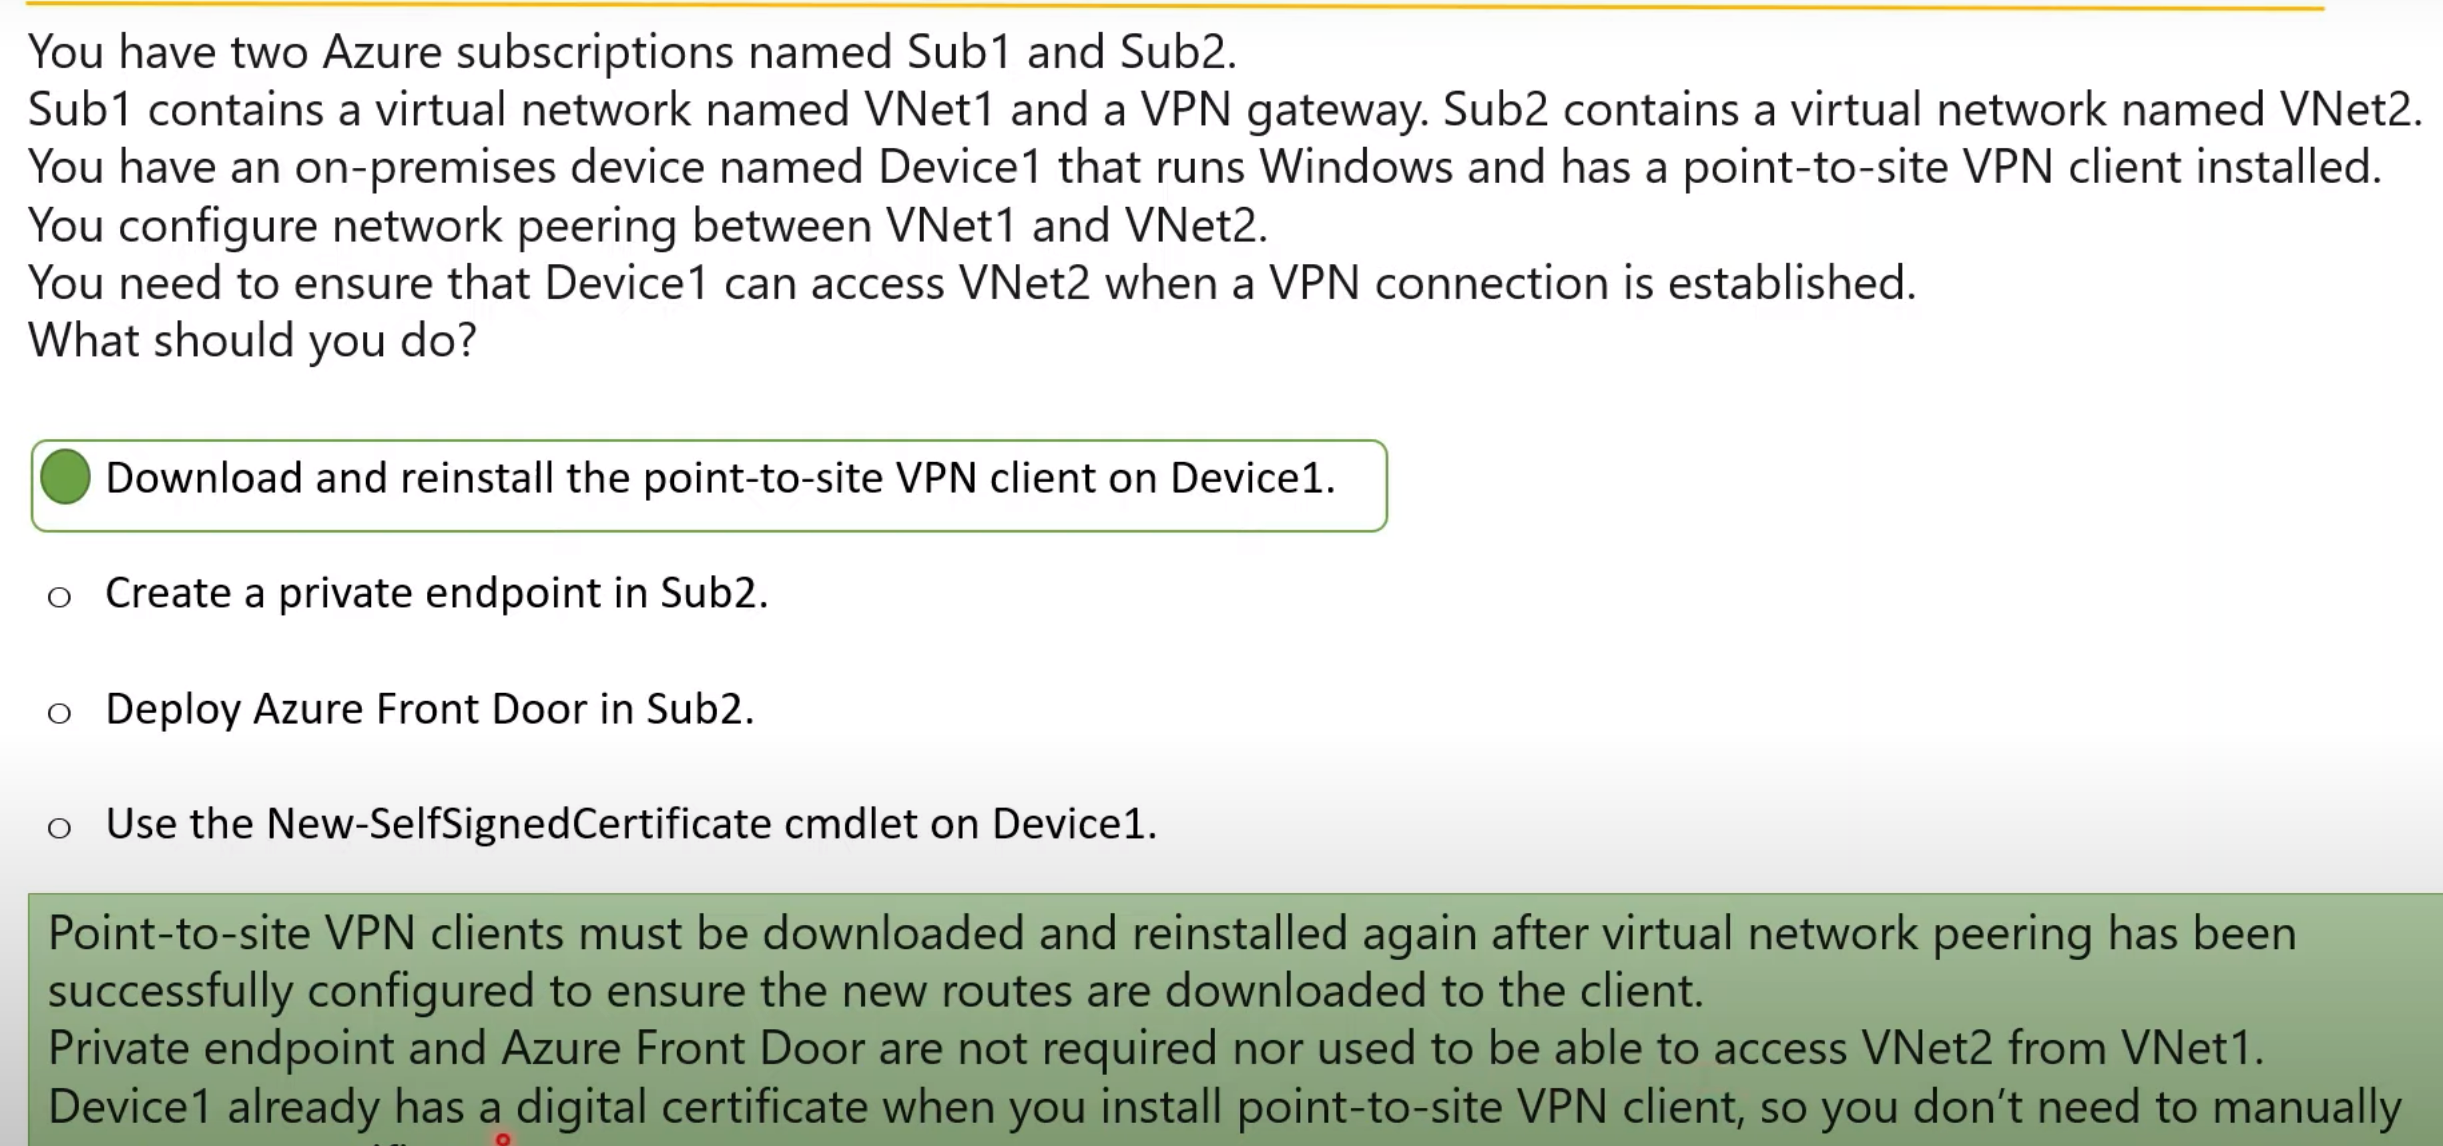 You have two Azure subscriptions named Sub1 and Sub2.
Sub1 contains a virtual network named VNet1 and a VPN gateway. Sub2 contains a virtual network named VNet2.
You have an on-premises device named Device1 that runs Windows and has a point-to-site VPN client installed.
You configure network peering between VNet1 and VNet2.
You need to ensure that Device1 can access VNet2 when a VPN connection is established.
What should you do?
Download and reinstall the point-to-site VPN client on Device1.
Create a private endpoint in Sub2.
Deploy Azure Front Door in Sub2.
Use the New-SelfSignedCertificate cmdlet on Device1.
Point-to-site VPN clients must be downloaded and reinstalled again after virtual network peering has been
successfully configured to ensure the new routes are downloaded to the client.
Private endpoint and Azure Front Door are not required nor used to be able to access VNet2 from VNet1.
Device1 already has a digital certificate when you install point-to-site VPN client, so you don’t need to manually